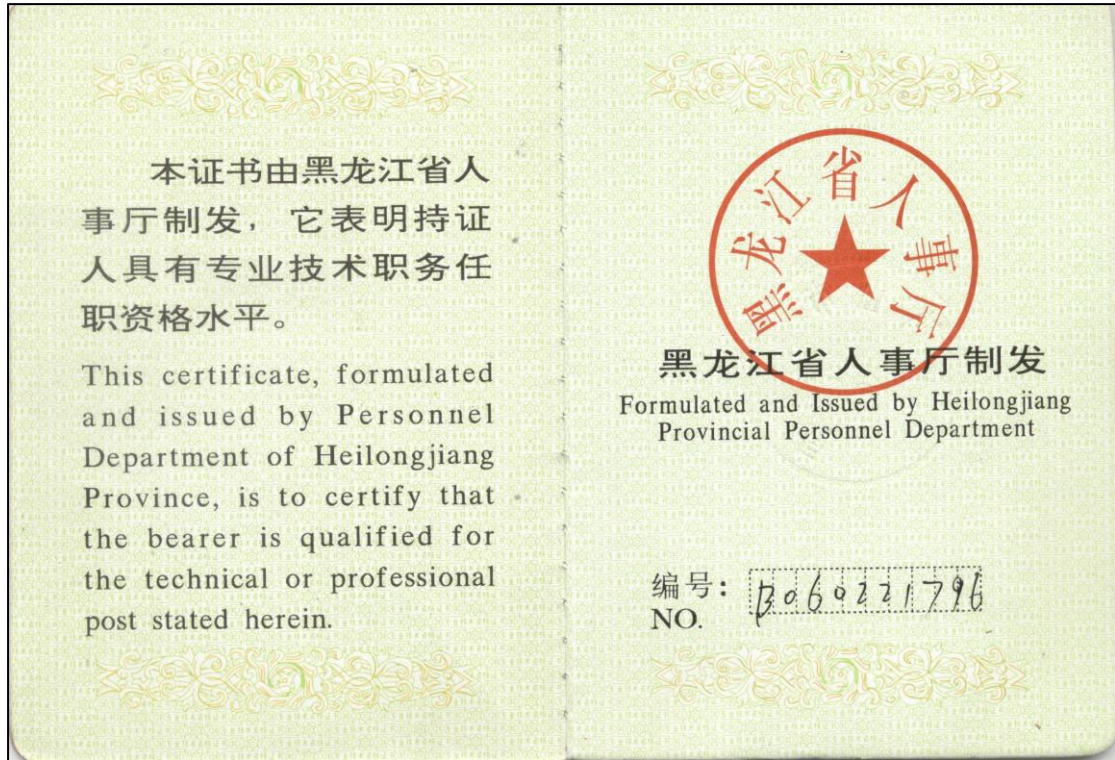 本证书由黑龙江省人
事厅制发，它表明持证
人具有专业技术职务任
职资格水平。
This certificate, formulated
and issued by Personnel
Department of Heilongjiang
Province, is to certify that
the bearer is qualified for
the technical or professional
post stated herein.
黑龙江省人事厅
黑龙江省人事厅制发
Formulated and Issued by Heilongjiang
Provincial Personnel Department
编号: B060221796
NO.